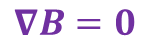 ∇B = 0